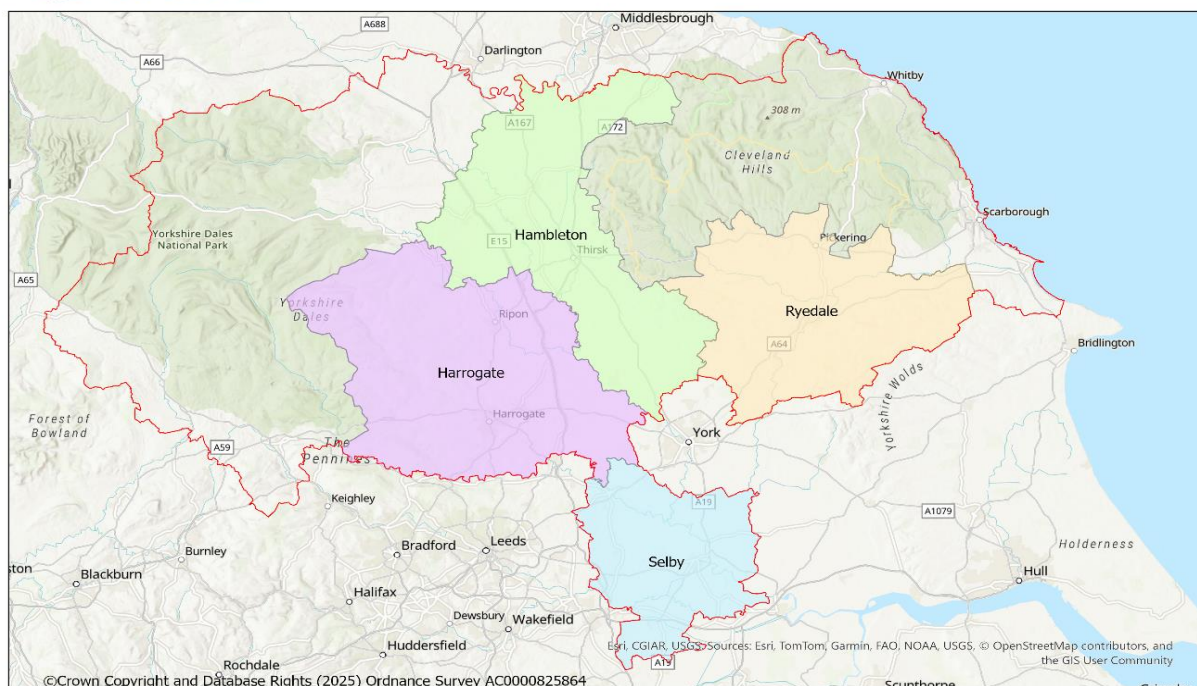 Middlesbrough
A688
Darlington
A66
Whitby
A167
A172
308 m
Cleveland
Hills
Scarborough
Yorkshire Dales
National Park
Hambleton
E15
Thirsk
Pickering
A65
Yorkshire
Dales
Ripon
Ryedale
A64
Bridlington
Harrogate
Harrogate
Forest of
Bowland
Yorkshire Wolds
York
A59
The
Pennines
Keighley
A19
A1079
Bradford
Leeds
Holderness
Burnley
Selby
Hull
Blackburn
Halifax
Dewsbury
Wakefield
Huddersfield
Esri, CGIAR, USGS, Sources: Esri, TomTom, Garmin, FAO, NOAA, USGS, © OpenStreetMap contributors, and
the GIS User Community
A19
Rochdale
©Crown Copyright and Database Rights (2025) Ordnance Survey AC0000825864